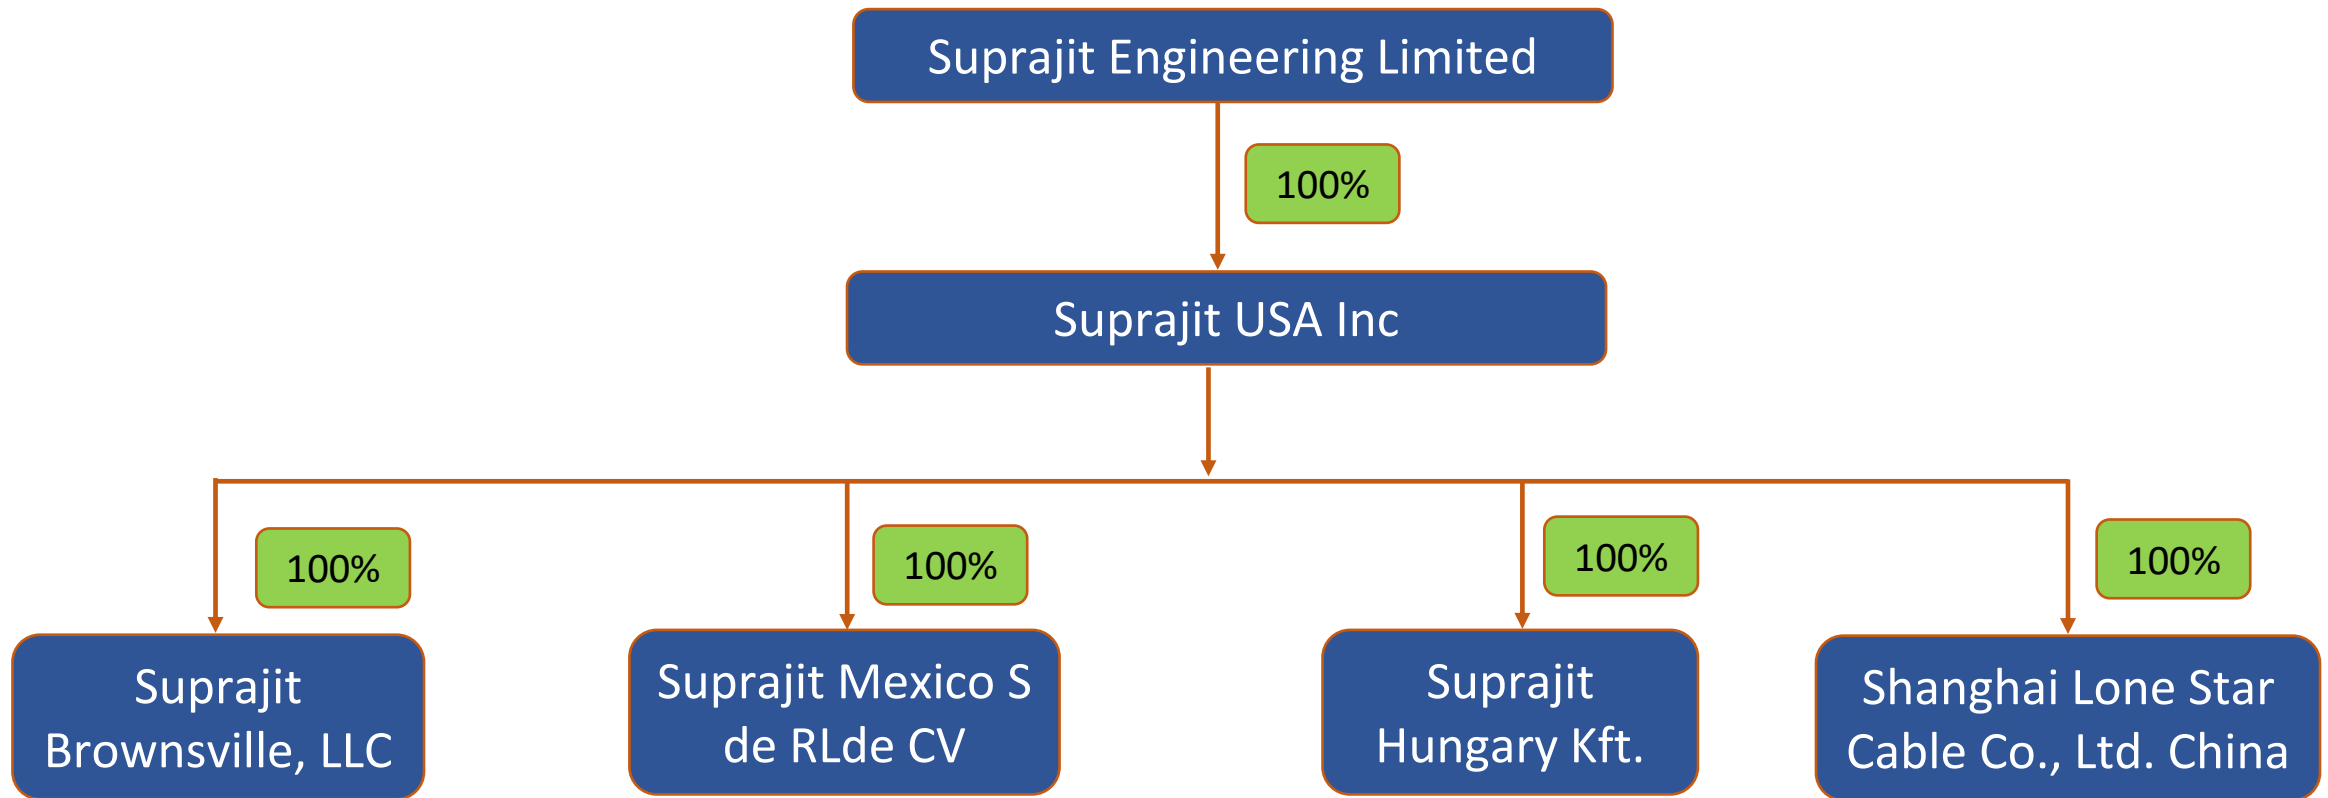 Suprajit Engineering Limited
100%
Suprajit USA Inc
100%
100%
100%
100%
Suprajit
Brownsville, LLC
Suprajit Mexico S
de RLde CV
Suprajit
Hungary Kft.
Shanghai Lone Star
Cable Co., Ltd. China